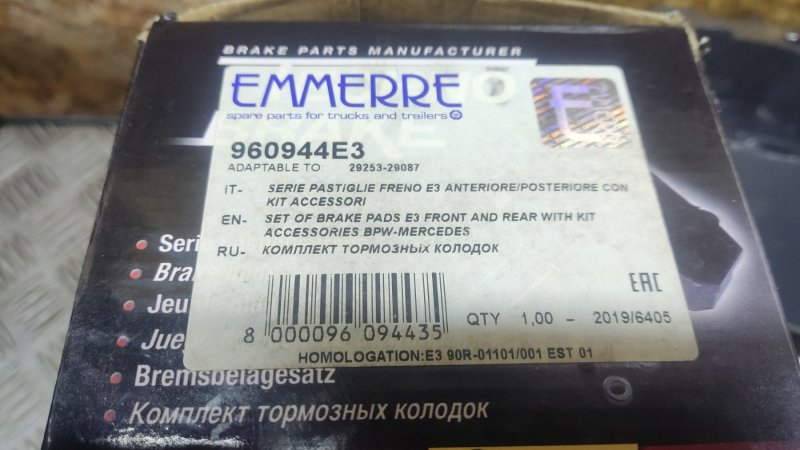 BRAKE PARTS MANUFACTURER
EMMERRE
spare parts for trucks and trailers
960944E3
ADAPTABLE TO: 29253-29087
IT- SERIE PASTiGLIE FRENO E3 ANTERIORE/POSTERIORE CON
KIT ACCESSORI
EN- SET OF BRAKE PADS E3 FRONT AND REAR WITH KIT
ACCESSORIES BPW-MERCEDES
RU- КОМПЛЕКТ ТОРМОЗНЫХ КОЛОДОК
EAC
8 000096 094435
QTY 1,00 - 2019/6405
HOMOLOGATION:E3 90R-01101/001 EST 01
Jeu
Bremsbelagesatz
Комплект тормозных колодок